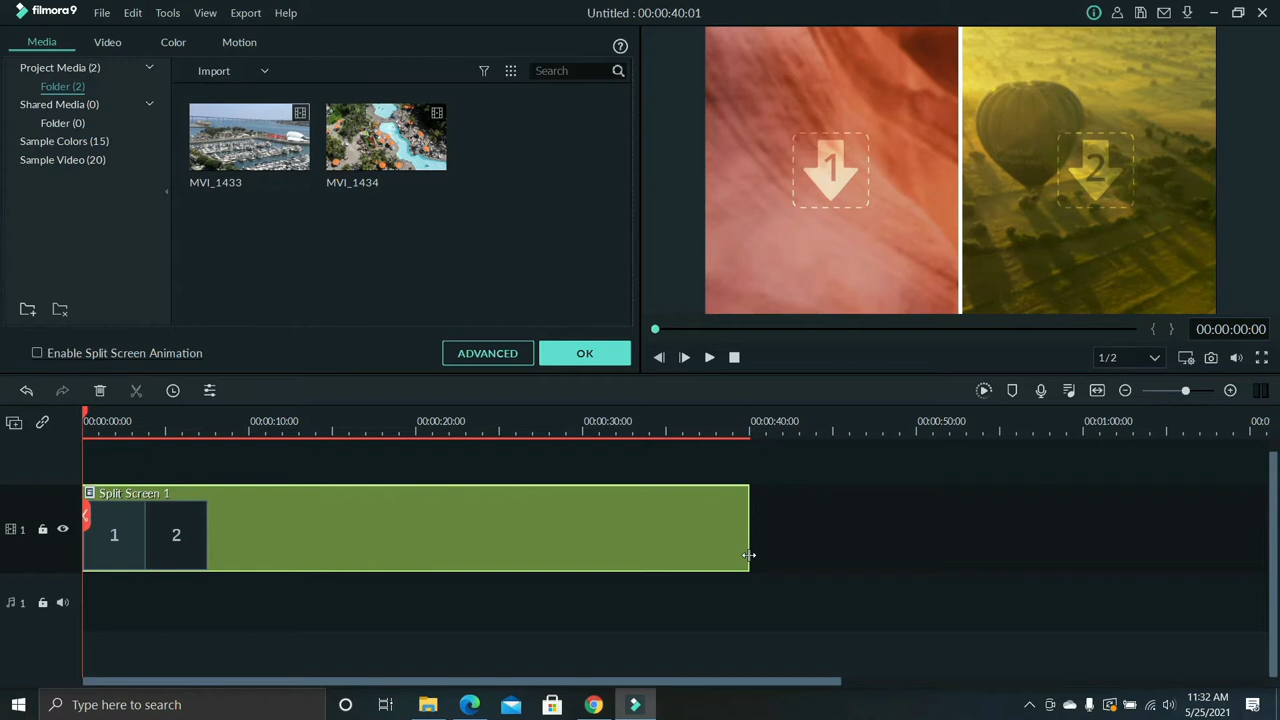 filmora9 File Edit Tools View Export Help Untitled : 00:00:40:01
Media Video Color Motion
Project Media (2) Import Search
Folder (2)
Shared Media (0)
Folder (0)
Sample Colors (15)
Sample Video (20)
MVI_1433 MVI_1434
1 2
00:00:00:00
Enable Split Screen Animation ADVANCED OK 1/2
00:00:00:00 00:00:10:00 00:00:20:00 00:00:30:00 00:00:40:00 00:00:50:00 00:01:00:00 00:0
Split Screen 1
1 1 2
1
Type here to search
11:32 AM
5/25/2021